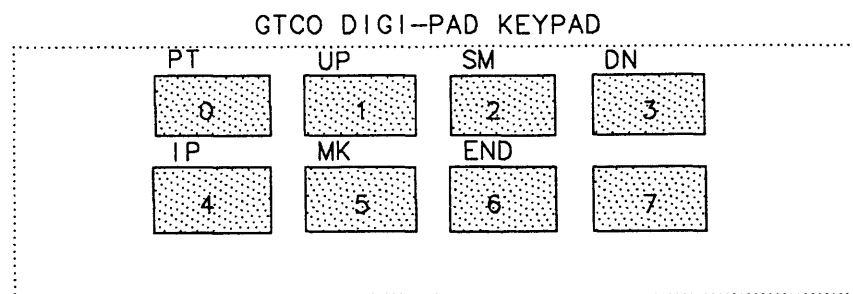 GTCO DIGI-PAD KEYPAD
PT UP SM DN
0 1 2 3
IP MK END
4 5 6 7